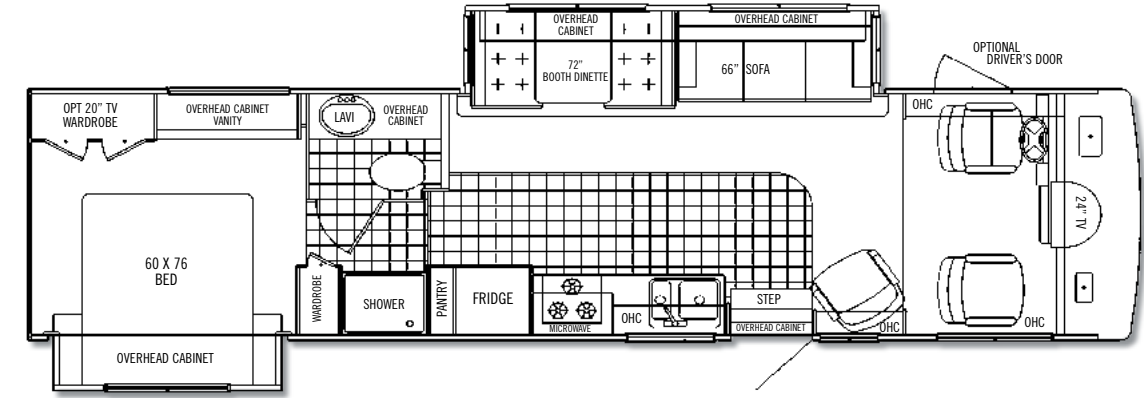 OVERHEAD
CABINET
OVERHEAD CABINET
72"
BOOTH DINETTE
66" SOFA
OPTIONAL
DRIVER'S DOOR
OPT 20" TV
WARDROBE
OVERHEAD CABINET
VANITY
LAVI
OVERHEAD
CABINET
OHC
24" TV
60 X 76
BED
WARDROBE
SHOWER
PANTRY
FRIDGE
MICROWAVE
OHC
STEP
OVERHEAD CABINET
OHC
OHC
OVERHEAD CABINET